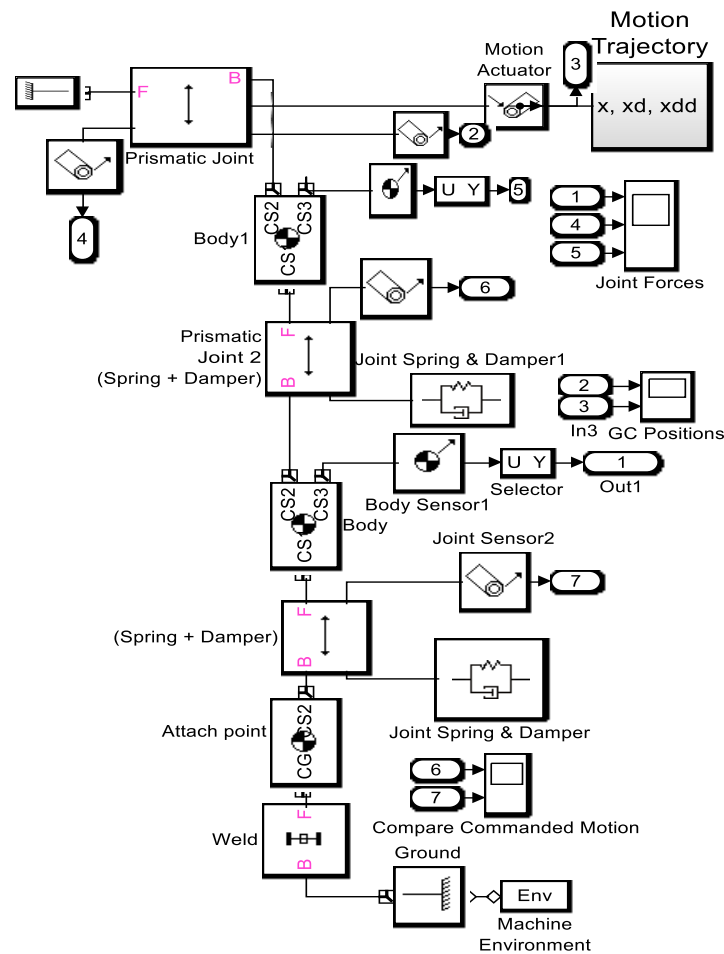 Motion
Trajectory
Motion
Actuator
3
x, xd, xdd
F
B
Prismatic Joint
2
4
CS2
CS3
CS
Body1
U Y
5
1
4
5
Joint Forces
6
Prismatic
Joint 2
(Spring + Damper)
F
B
Joint Spring & Damper1
2
3
In3
GC Positions
CS2
CS3
CS
Body
Body Sensor1
U Y
Selector
1
Out1
Joint Sensor2
7
(Spring + Damper)
F
B
Joint Spring & Damper
Attach point
CS2
CG
6
7
Compare Commanded Motion
Weld
F
B
Ground
Env
Machine
Environment